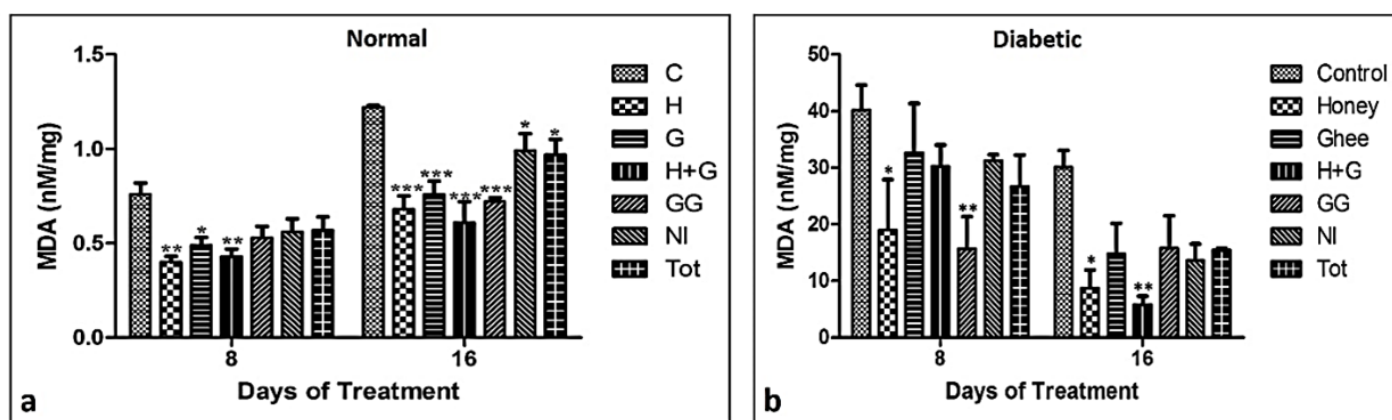 Normal
1.5
1.0
0.5
0.0
MDA (nM/mg)
**
*
**
***
***
***
***
*
*
8
16
Days of Treatment
C
H
G
H+G
GG
NI
Tot
a
Diabetic
50
40
30
20
10
0
MDA (nM/mg)
*
**
*
**
8
16
Days of Treatment
Control
Honey
Ghee
H+G
GG
NI
Tot
b